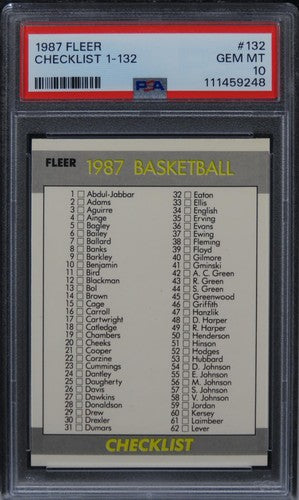 1987 FLEER #132
CHECKLIST 1-132 GEM MT
PSA 10
111459248
FLEER 1987 BASKETBALL
1 Abdul-Jabbar
2 Adams
3 Aguirre
4 Ainge
5 Bagley
6 Bailey
7 Ballard
8 Banks
9 Barkley
10 Benjamin
11 Bird
12 Blackman
13 Bol
14 Brown
15 Cage
16 Carroll
17 Cartwright
18 Catledge
19 Chambers
20 Cheeks
21 Cooper
22 Corzine
23 Cummings
24 Dantley
25 Daugherty
26 Davis
27 Dawkins
28 Donaldson
29 Drew
30 Drexler
31 Dumars
32 Eaton
33 Ellis
34 English
35 Erving
36 Evans
37 Ewing
38 Fleming
39 Floyd
40 Gilmore
41 Gminski
42 A. C. Green
43 R. Green
44 S. Green
45 Greenwood
46 Griffith
47 Hanzlik
48 D. Harper
49 R. Harper
50 Henderson
51 Hinson
52 Hodges
53 Hubbard
54 D. Johnson
55 E. Johnson
56 M. Johnson
57 S. Johnson
58 V. Johnson
59 Jordan
60 Kersey
61 Laimbeer
62 Lever
CHECKLIST